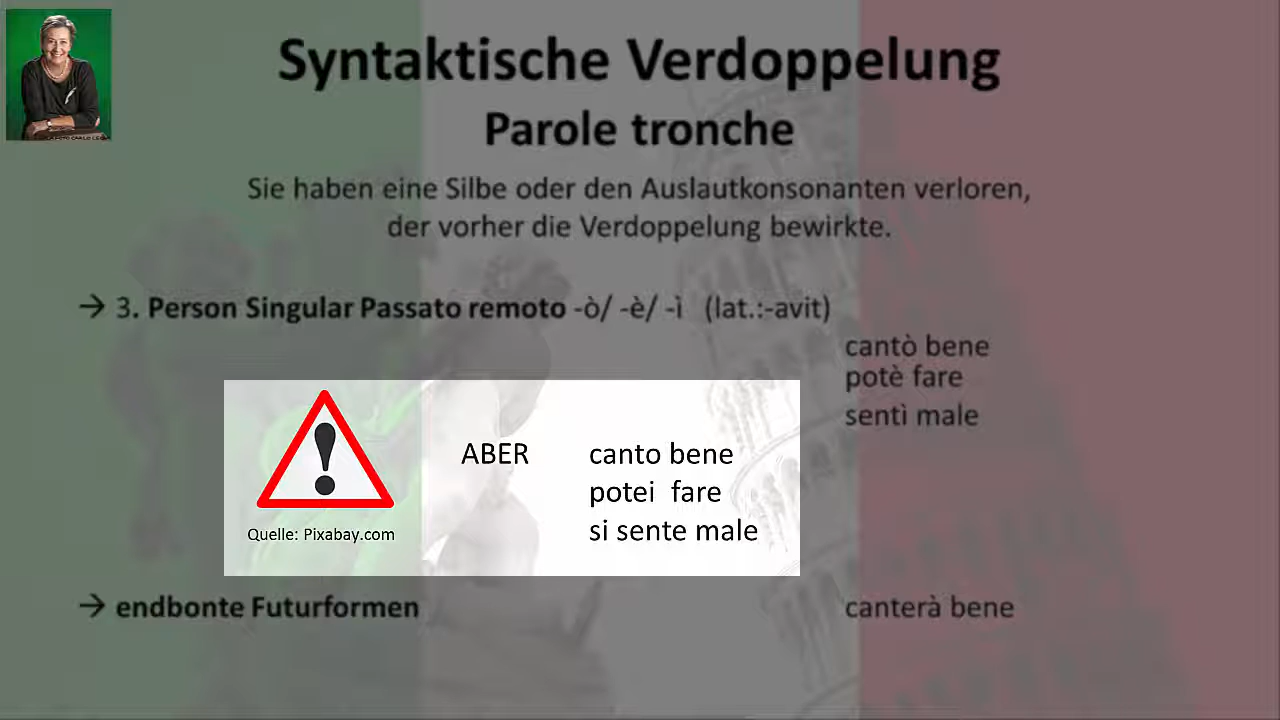 Syntaktische Verdoppelung
Parole tronche
Sie haben eine Silbe oder den Auslautkonsonanten verloren,
der vorher die Verdoppelung bewirkte.
→ 3. Person Singular Passato remoto -ò/ -è/ -ì (lat.:-avit)
cantò bene
potè fare
sentì male
ABER canto bene
potei fare
si sente male
Quelle: Pixabay.com
→ endbonte Futurformen canterà bene